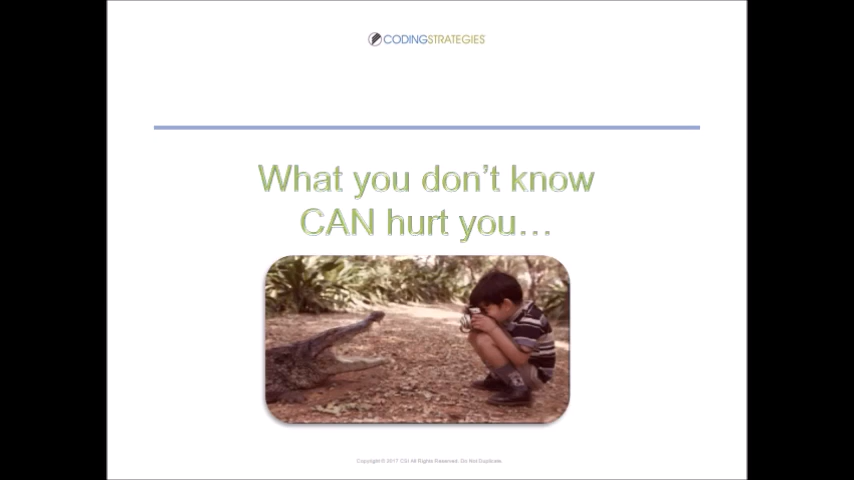 CODINGSTRATEGIES
What you don't know
CAN hurt you...
Copyright © 2017 CSI All Rights Reserved. Do Not Duplicate.